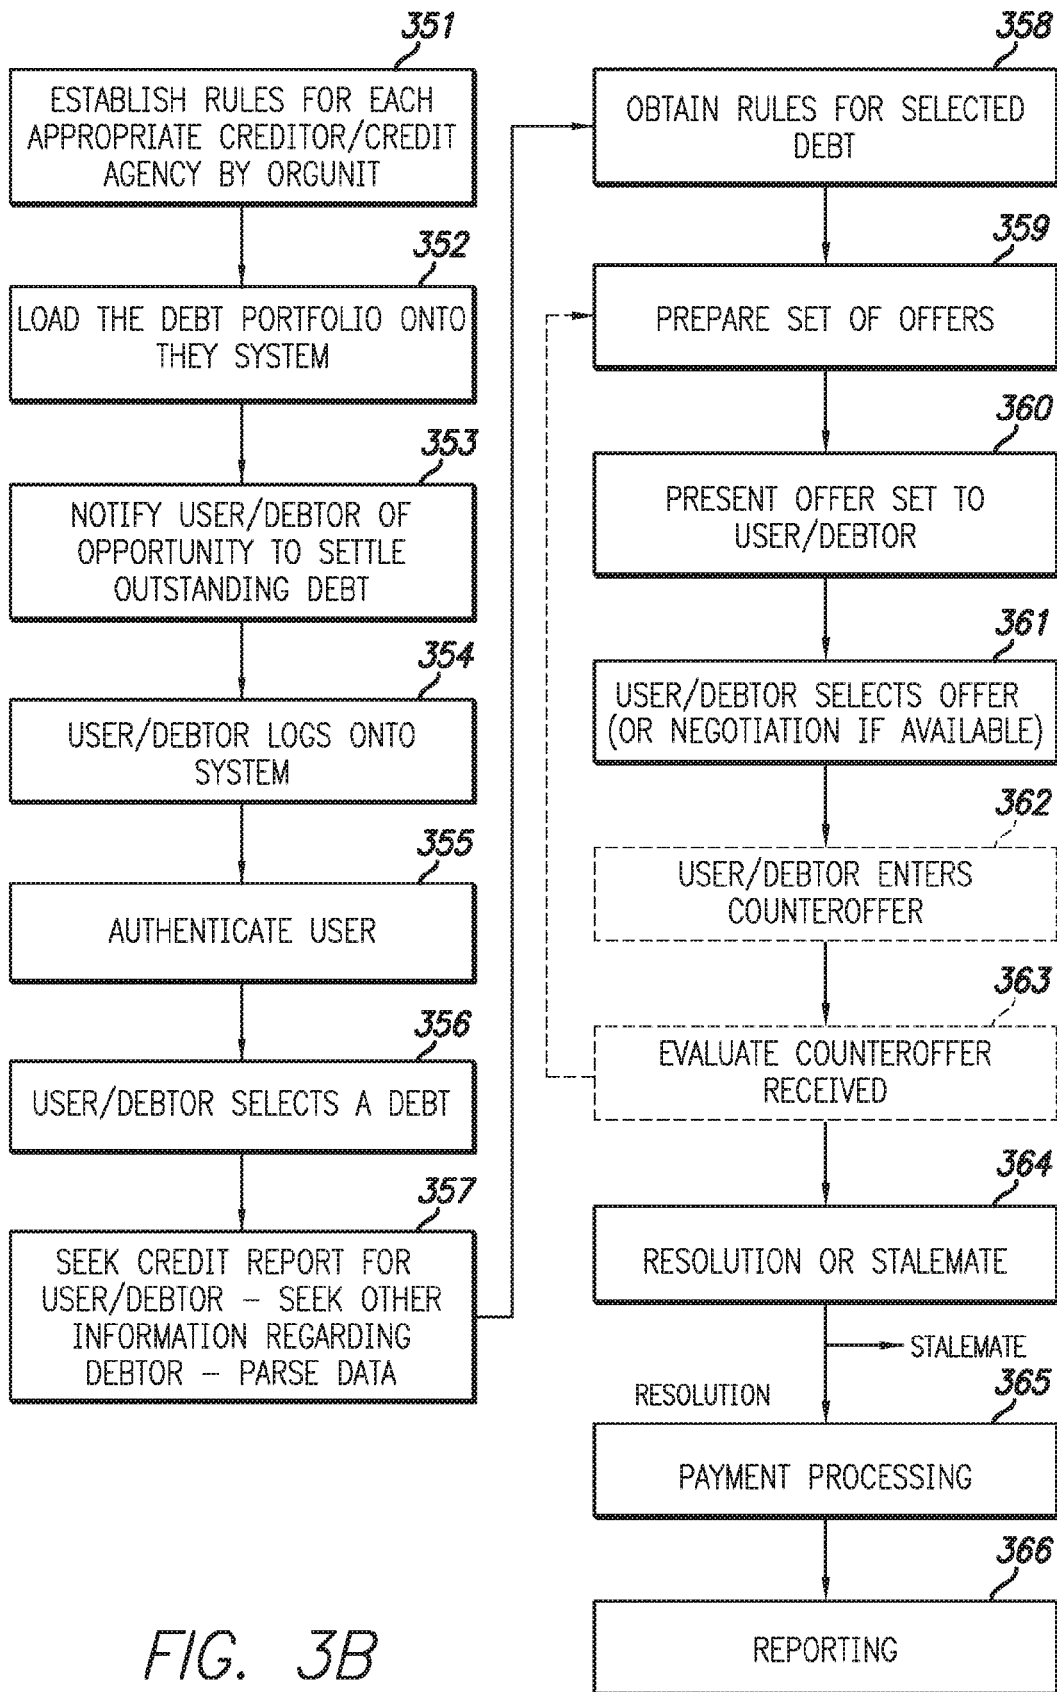 351
ESTABLISH RULES FOR EACH
APPROPRIATE CREDITOR/CREDIT
AGENCY BY ORGUNIT
352
LOAD THE DEBT PORTFOLIO ONTO
THEY SYSTEM
353
NOTIFY USER/DEBTOR OF
OPPORTUNITY TO SETTLE
OUTSTANDING DEBT
354
USER/DEBTOR LOGS ONTO
SYSTEM
355
AUTHENTICATE USER
356
USER/DEBTOR SELECTS A DEBT
357
SEEK CREDIT REPORT FOR
USER/DEBTOR – SEEK OTHER
INFORMATION REGARDING
DEBTOR – PARSE DATA
358
OBTAIN RULES FOR SELECTED
DEBT
359
PREPARE SET OF OFFERS
360
PRESENT OFFER SET TO
USER/DEBTOR
361
USER/DEBTOR SELECTS OFFER
(OR NEGOTIATION IF AVAILABLE)
362
USER/DEBTOR ENTERS
COUNTEROFFER
363
EVALUATE COUNTEROFFER
RECEIVED
364
RESOLUTION OR STALEMATE
STALEMATE
RESOLUTION
365
PAYMENT PROCESSING
366
REPORTING
FIG. 3B